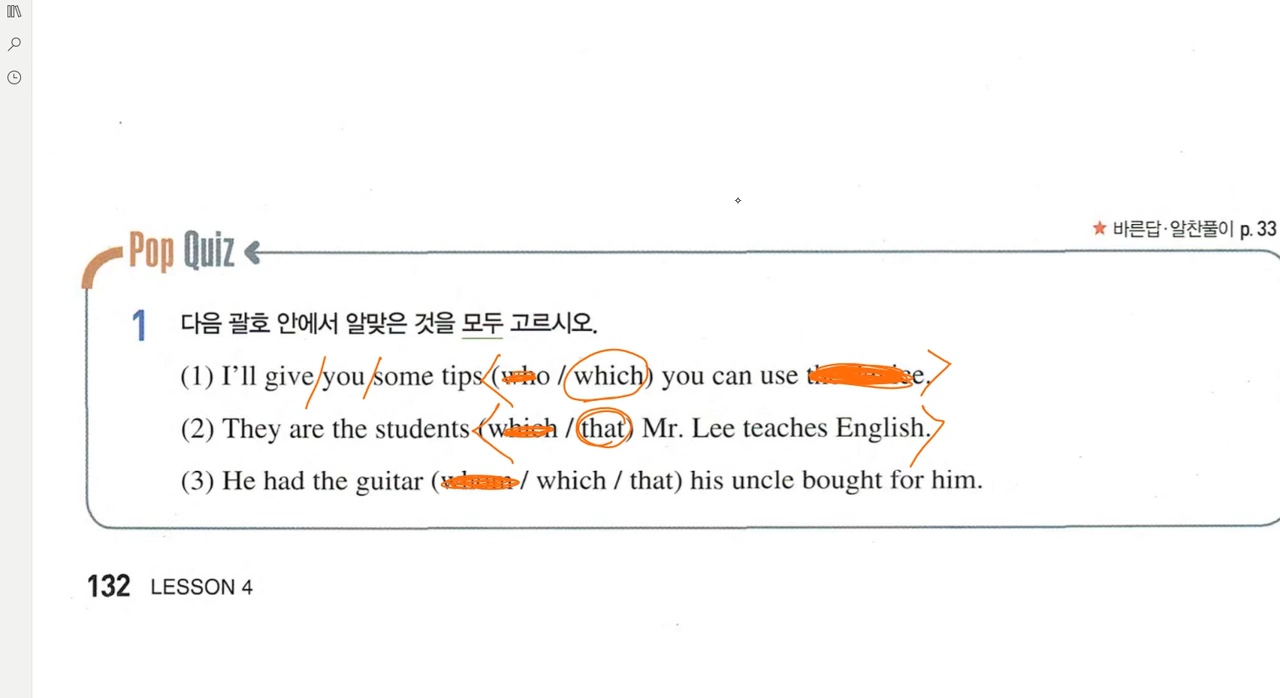 ★ 바른답·알찬풀이 p. 33
Pop Quiz
1 다음 괄호 안에서 알맞은 것을 모두 고르시오.
(1) I'll give you some tips (who / which) you can use
(2) They are the students (which / that) Mr. Lee teaches English.
(3) He had the guitar (whom / which / that) his uncle bought for him.
132 LESSON 4